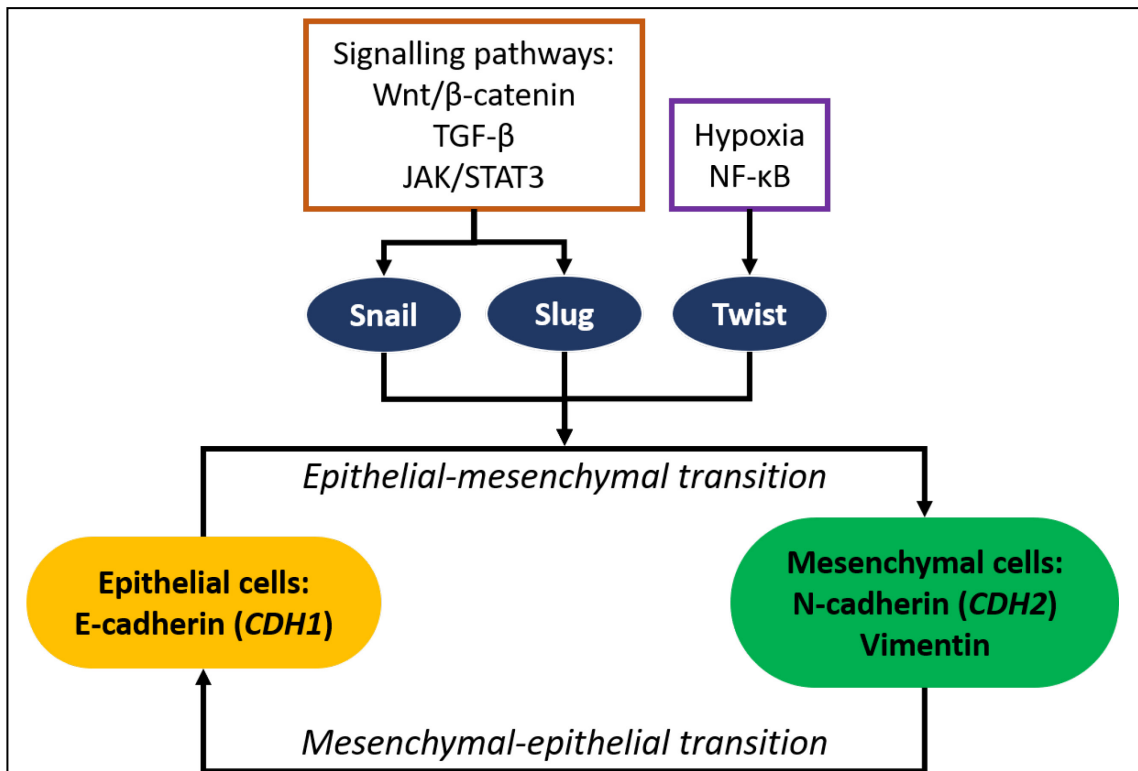 Signalling pathways:
Wnt/β-catenin
TGF-β
JAK/STAT3
Hypoxia
NF-κB
Snail
Slug
Twist
Epithelial-mesenchymal transition
Epithelial cells:
E-cadherin (CDH1)
Mesenchymal cells:
N-cadherin (CDH2)
Vimentin
Mesenchymal-epithelial transition